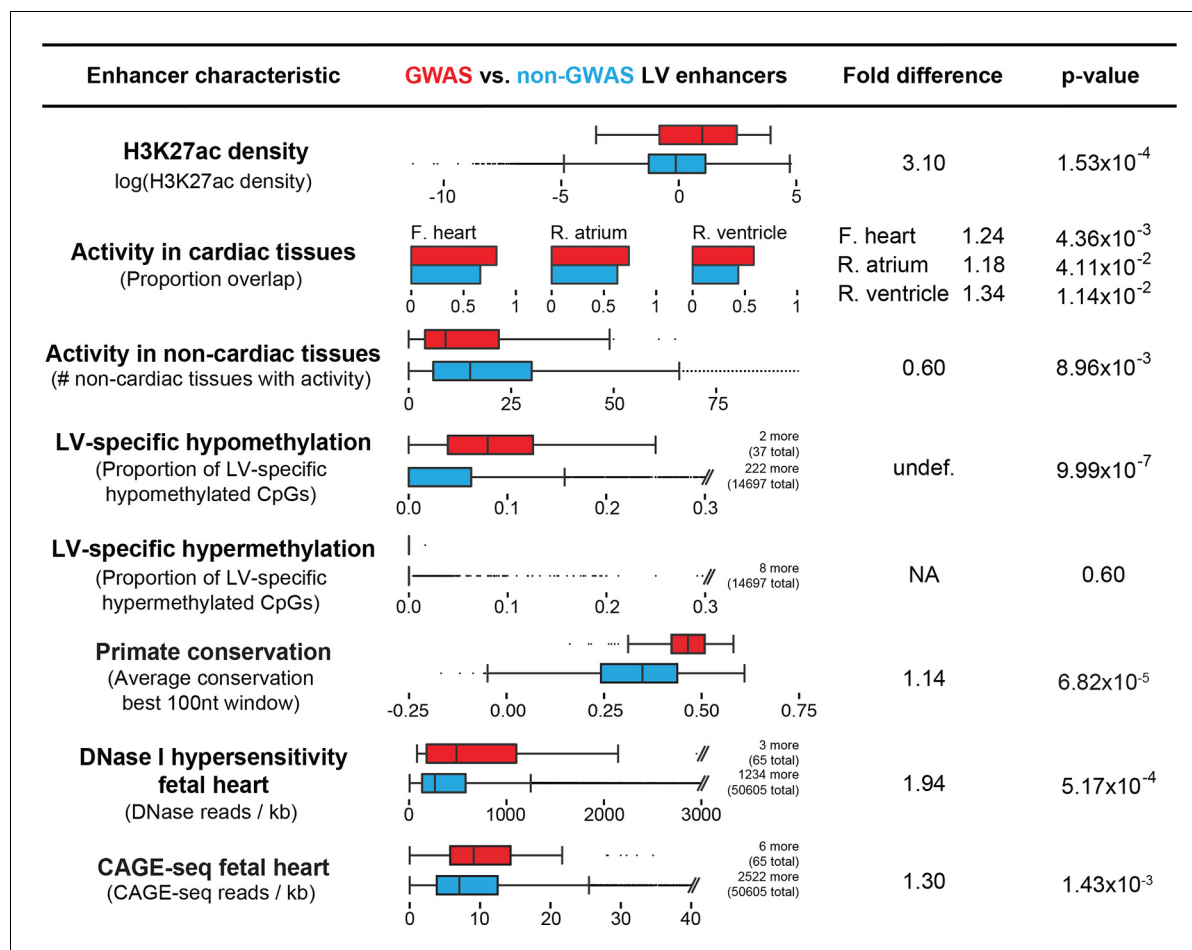 Enhancer characteristic GWAS vs. non-GWAS LV enhancers Fold difference p-value
H3K27ac density
log(H3K27ac density)
-10 -5 0 5
3.10
1.53x10-4
Activity in cardiac tissues
(Proportion overlap)
F. heart R. atrium R. ventricle
0 0.5 1 0 0.5 1 0 0.5 1
F. heart 1.24 4.36x10-3
R. atrium 1.18 4.11x10-2
R. ventricle 1.34 1.14x10-2
Activity in non-cardiac tissues
(# non-cardiac tissues with activity)
0 25 50 75
0.60
8.96x10-3
LV-specific hypomethylation
(Proportion of LV-specific
hypomethylated CpGs)
2 more
(37 total)
222 more
(14697 total)
0.0 0.1 0.2 0.3
undef.
9.99x10-7
LV-specific hypermethylation
(Proportion of LV-specific
hypermethylated CpGs)
8 more
(14697 total)
0.0 0.1 0.2 0.3
NA
0.60
Primate conservation
(Average conservation
best 100nt window)
-0.25 0.00 0.25 0.50 0.75
1.14
6.82x10-5
DNase I hypersensitivity
fetal heart
(DNase reads / kb)
3 more
(65 total)
1234 more
(50605 total)
0 1000 2000 3000
1.94
5.17x10-4
CAGE-seq fetal heart
(CAGE-seq reads / kb)
6 more
(65 total)
2522 more
(50605 total)
0 10 20 30 40
1.30
1.43x10-3